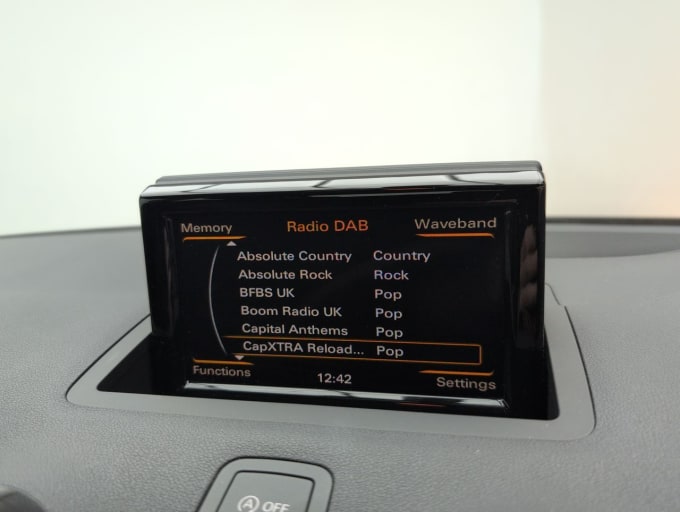 Memory Radio DAB Waveband
Absolute Country Country
Absolute Rock Rock
BFBS UK Pop
Boom Radio UK Pop
Capital Anthems Pop
CapXTRA Reload... Pop
Functions 12:42 Settings
A OFF